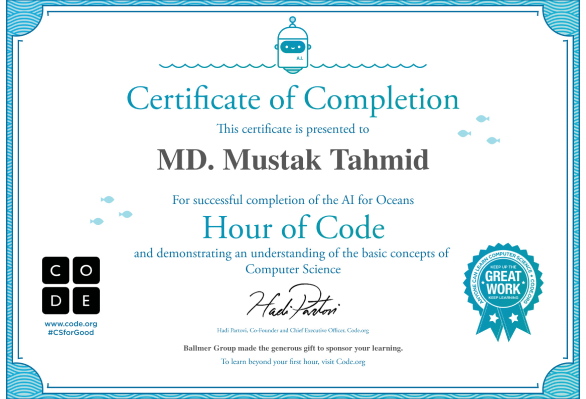 A.I.
Certificate of Completion
This certificate is presented to
MD. Mustak Tahmid
For successful completion of the AI for Oceans
Hour of Code
and demonstrating an understanding of the basic concepts of
Computer Science
C O
D E
www.code.org
#CSforGood
Hadi Partovi
Hadi Partovi, Co-Founder and Chief Executive Officer, Code.org
Ballmer Group made the generous gift to sponsor your learning.
To learn beyond your first hour, visit Code.org
ANYONE CAN LEARN COMPUTER SCIENCE
KEEP UP THE
GREAT
WORK
KEEP LEARNING